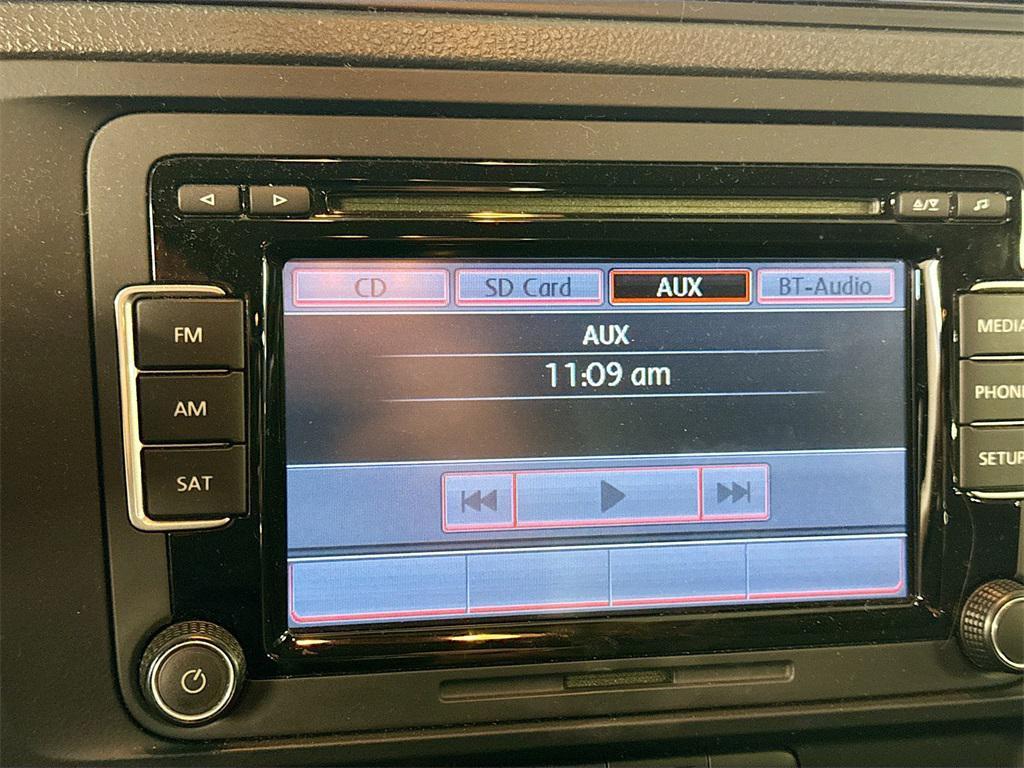 CD SD Card AUX BT-Audio
AUX
11:09 am
FM
AM
SAT
MEDIA
PHONE
SETUP